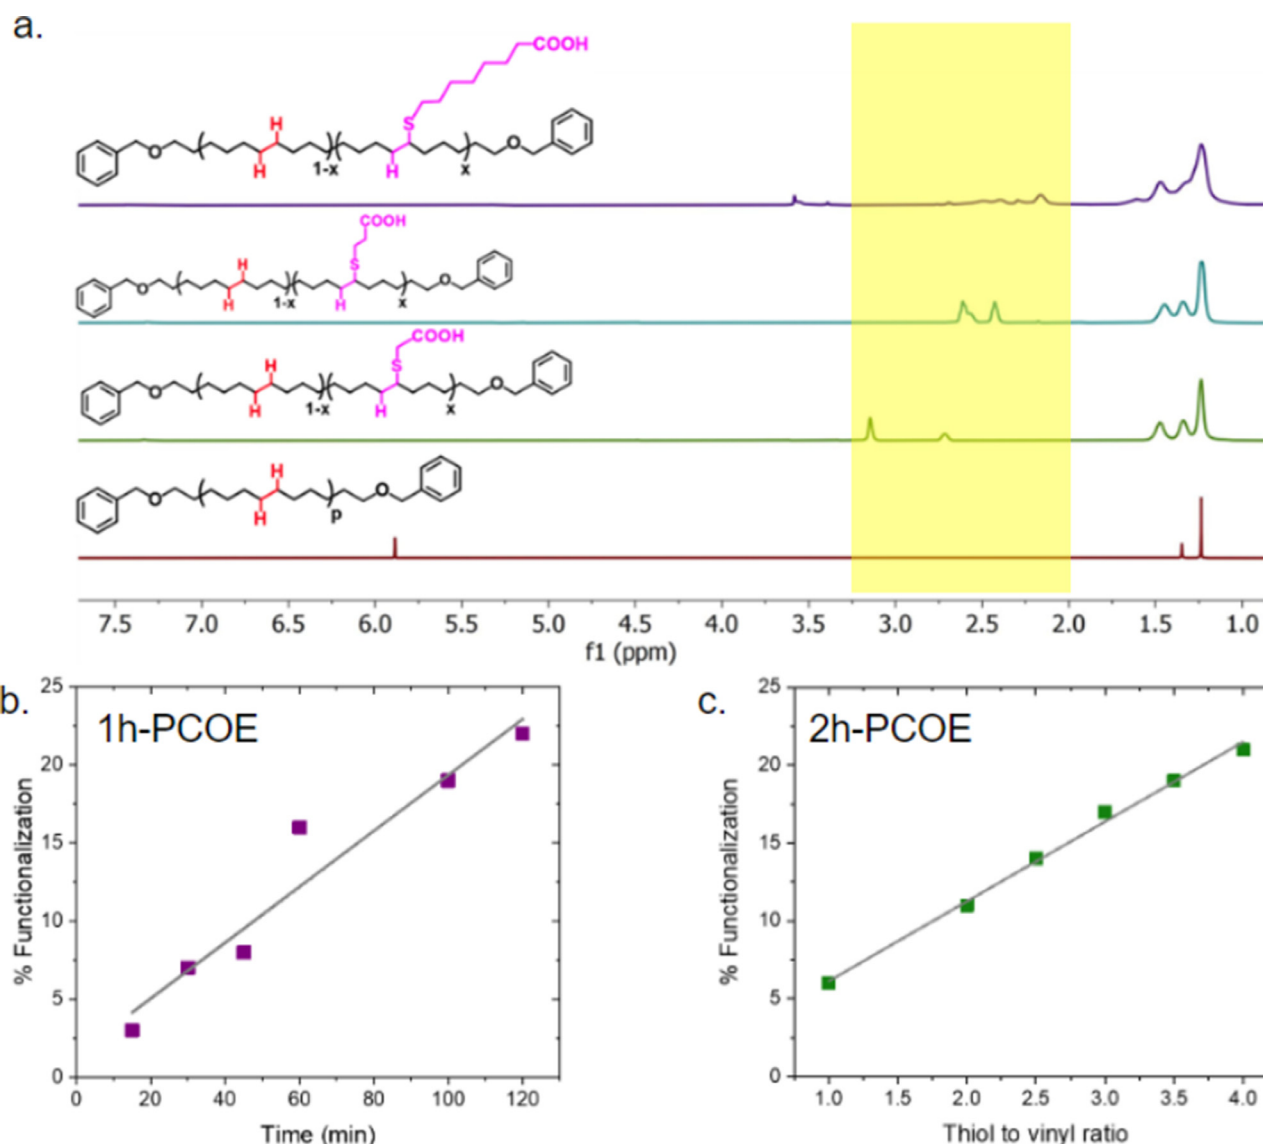 a.
COOH
S
H
O
O
H
1-x
H
x
COOH
S
H
O
O
H
1-x
H
x
COOH
S
H
O
O
H
1-x
H
x
H
O
O
H
p
7.5 7.0 6.5 6.0 5.5 5.0 4.5 4.0 3.5 3.0 2.5 2.0 1.5 1.0
f1 (ppm)
b.
1h-PCOE
% Functionalization
25
20
15
10
5
0
0 20 40 60 80 100 120
Time (min)
c.
2h-PCOE
% Functionalization
25
20
15
10
5
0
1.0 1.5 2.0 2.5 3.0 3.5 4.0
Thiol to vinyl ratio